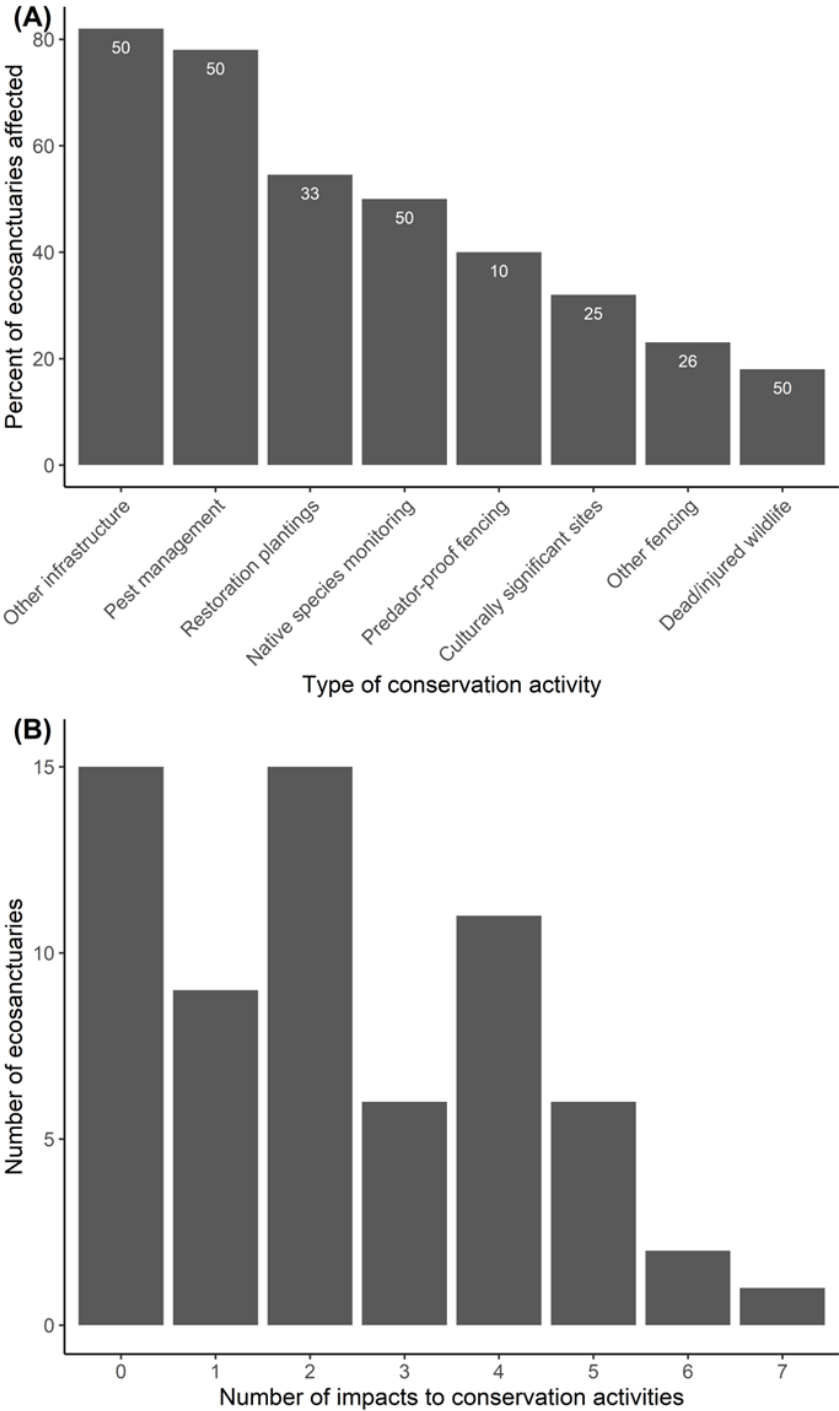 (A)
Percent of ecosanctuaries affected
80
60
40
20
0
50
50
33
50
10
25
26
50
Other infrastructure
Pest management
Restoration plantings
Native species monitoring
Predator-proof fencing
Culturally significant sites
Other fencing
Dead/injured wildlife
Type of conservation activity
(B)
Number of ecosanctuaries
15
10
5
0
0 1 2 3 4 5 6 7
Number of impacts to conservation activities